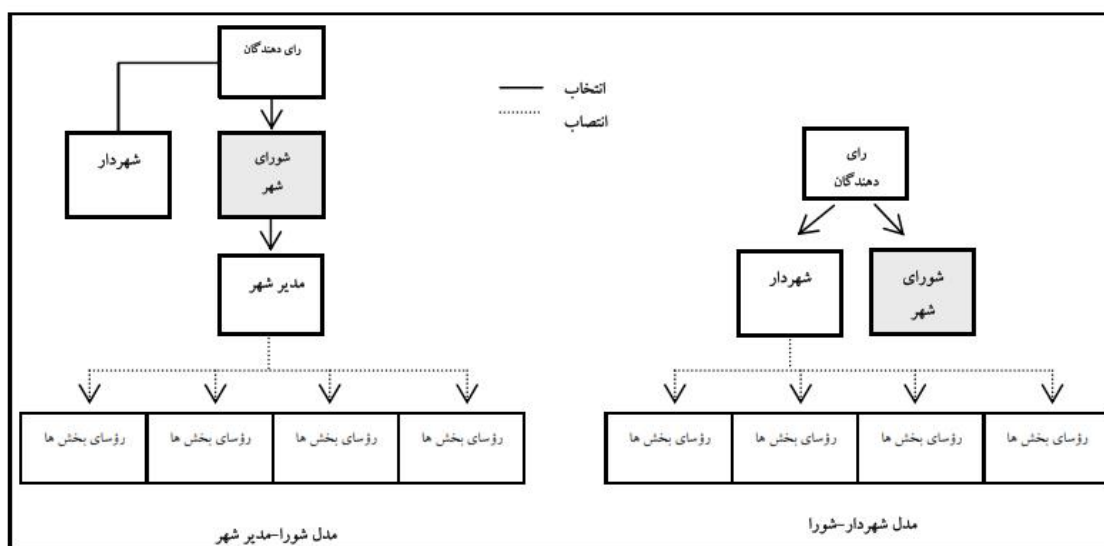 رای دهندگان
انتخاب
انتصاب
شهردار
شورای
شهر
مدیر شهر
رؤسای بخش ها
رؤسای بخش ها
رؤسای بخش ها
رؤسای بخش ها
مدل شورا-مدیر شهر
رای
دهندگان
شهردار
شورای
شهر
رؤسای بخش ها
رؤسای بخش ها
رؤسای بخش ها
رؤسای بخش ها
مدل شهردار-شورا